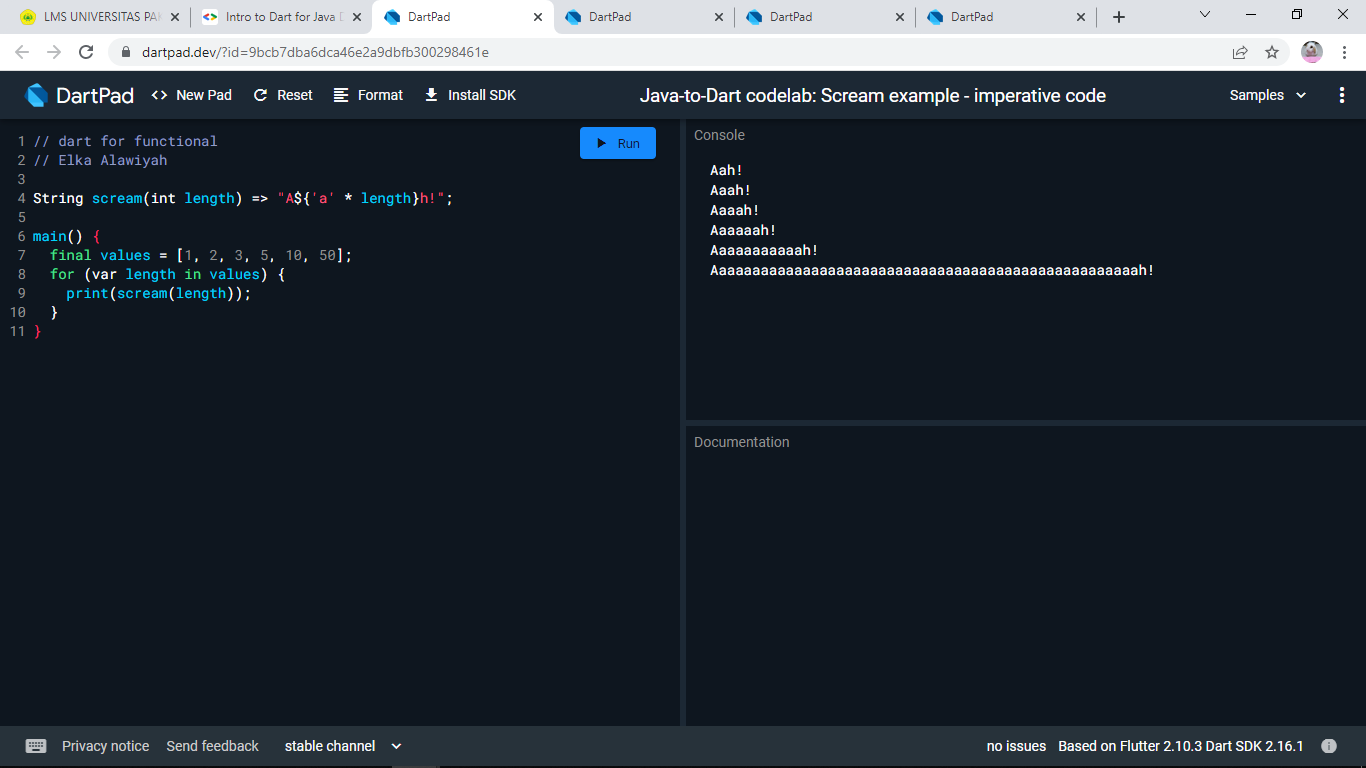 LMS UNIVERSITAS PA
Intro to Dart for Java
DartPad
DartPad
DartPad
DartPad
dartpad.dev/?id=9bcb7dba6dca46e2a9dbfb300298461e
DartPad
<> New Pad
Reset
Format
Install SDK
Java-to-Dart codelab: Scream example - imperative code
Samples
1 // dart for functional
2 // Elka Alawiyah
3
4 String scream(int length) => "A${'a' * length}h!";
5
6 main() {
7   final values = [1, 2, 3, 5, 10, 50];
8   for (var length in values) {
9     print(scream(length));
10   }
11 }
Run
Console
Aah!
Aaah!
Aaaah!
Aaaaaah!
Aaaaaaaaaaah!
Aaaaaaaaaaaaaaaaaaaaaaaaaaaaaaaaaaaaaaaaaaaaaaaaaaah!
Documentation
Privacy notice
Send feedback
stable channel
no issues
Based on Flutter 2.10.3 Dart SDK 2.16.1